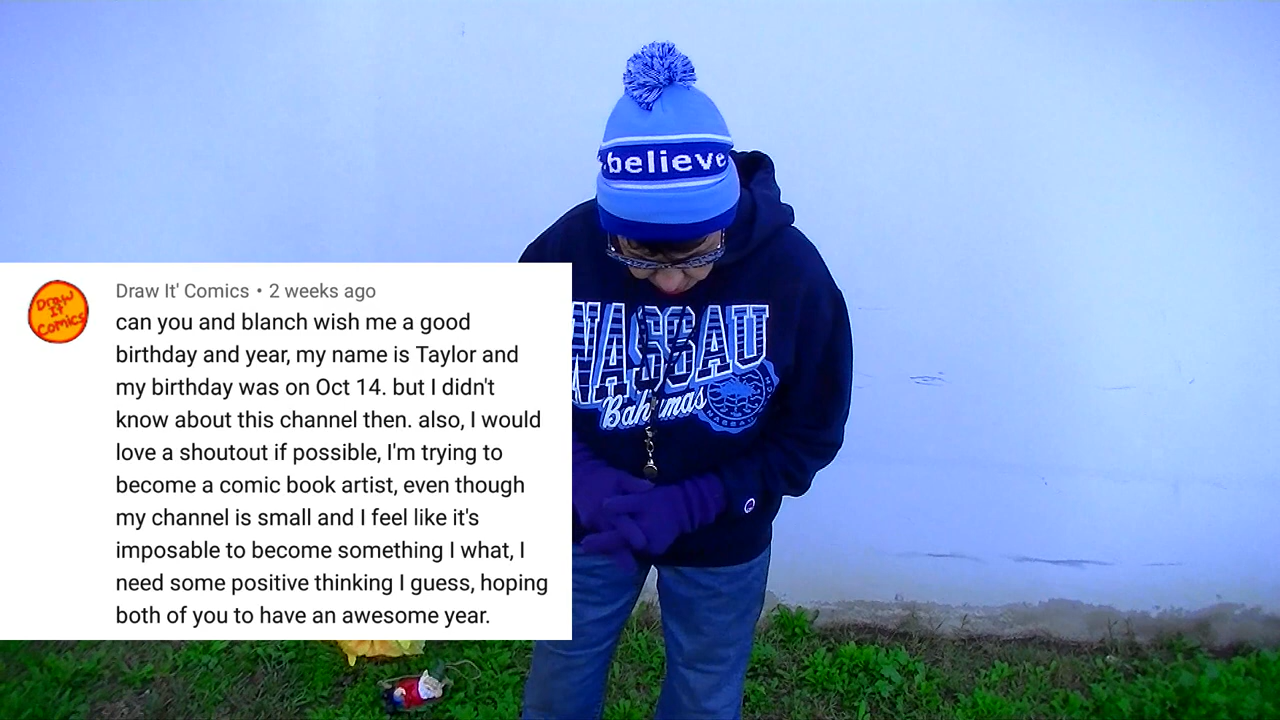 .believe
Draw It' Comics • 2 weeks ago
Draw
It
Comics
can you and blanch wish me a good
birthday and year, my name is Taylor and
my birthday was on Oct 14. but I didn't
know about this channel then. also, I would
love a shoutout if possible, I'm trying to
become a comic book artist, even though
my channel is small and I feel like it's
imposable to become something I what, I
need some positive thinking I guess, hoping
both of you to have an awesome year.
NASSAU
Bahamas
NASSAU